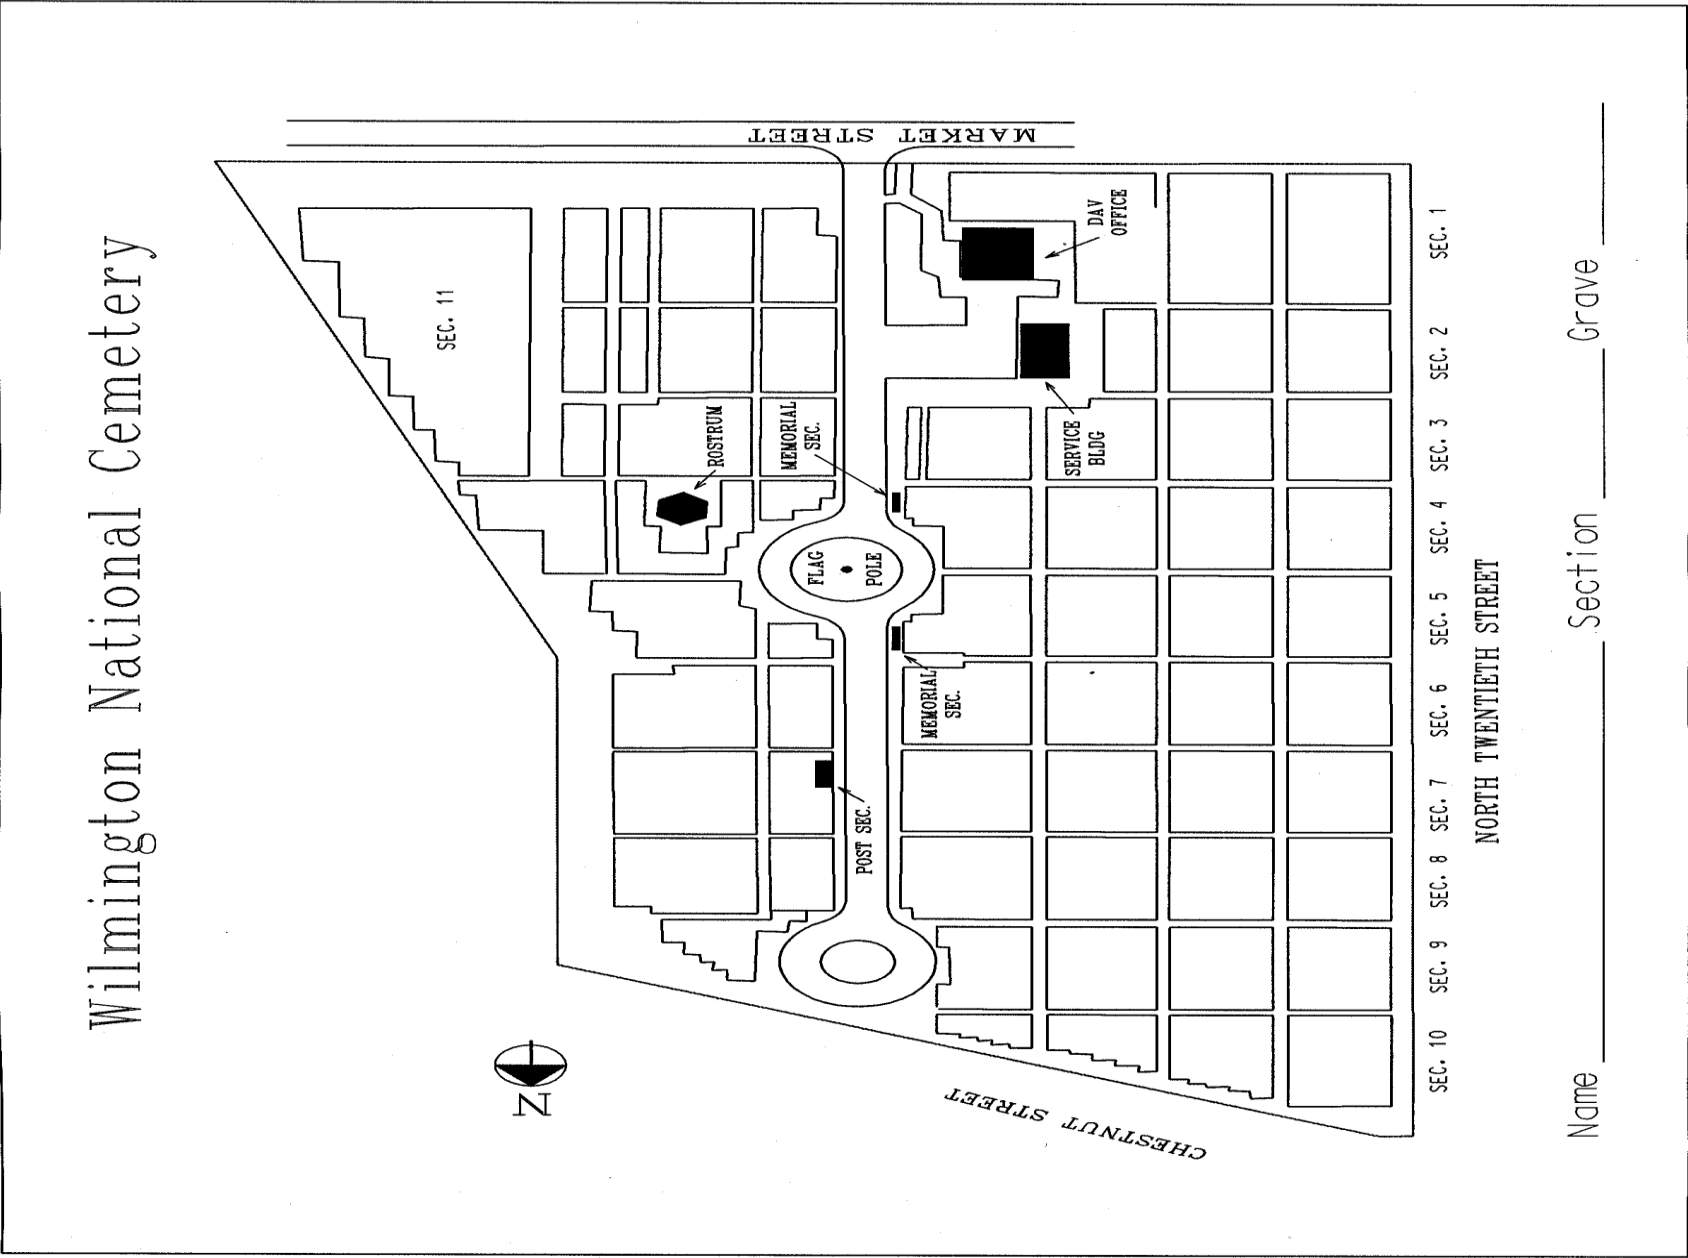 Wilmington National Cemetery
MARKET STREET
SEC. 11
DAV
OFFICE
SERVICE
BLDG
ROSTRUM
MEMORIAL
SEC.
FLAG
POLE
MEMORIAL
SEC.
POST SEC.
N
CHESTNUT STREET
SEC. 10
SEC. 9
SEC. 8
SEC. 7
SEC. 6
SEC. 5
SEC. 4
SEC. 3
SEC. 2
SEC. 1
NORTH TWENTIETH STREET
Name Section Grave